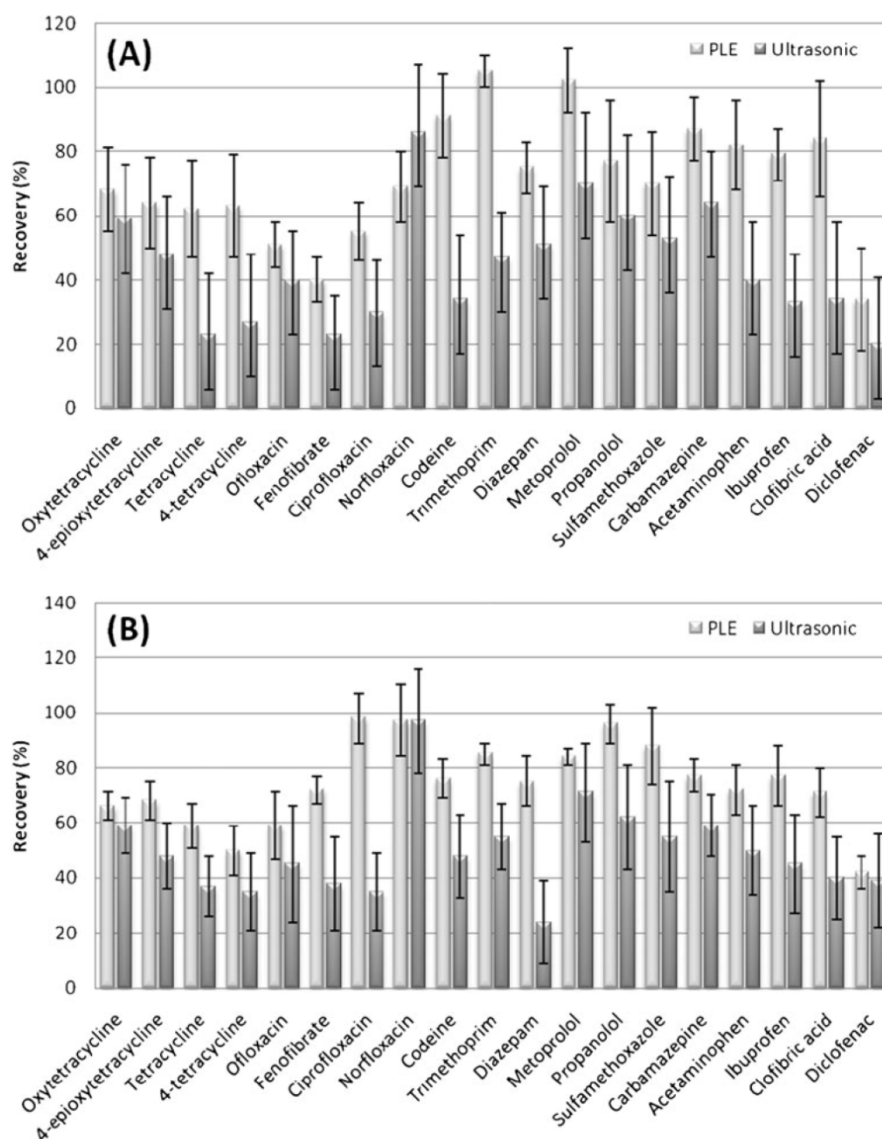 (A)
PLE Ultrasonic
Recovery (%)
120
100
80
60
40
20
0
Oxytetracycline
4-epioxytetracycline
Tetracycline
4-tetracycline
Ofloxacin
Fenofibrate
Ciprofloxacin
Norfloxacin
Codeine
Trimethoprim
Diazepam
Metoprolol
Propanolol
Sulfamethoxazole
Carbamazepine
Acetaminophen
Ibuprofen
Clofibric acid
Diclofenac
(B)
PLE Ultrasonic
Recovery (%)
140
120
100
80
60
40
20
0
Oxytetracycline
4-epioxytetracycline
Tetracycline
4-tetracycline
Ofloxacin
Fenofibrate
Ciprofloxacin
Norfloxacin
Codeine
Trimethoprim
Diazepam
Metoprolol
Propanolol
Sulfamethoxazole
Carbamazepine
Acetaminophen
Ibuprofen
Clofibric acid
Diclofenac